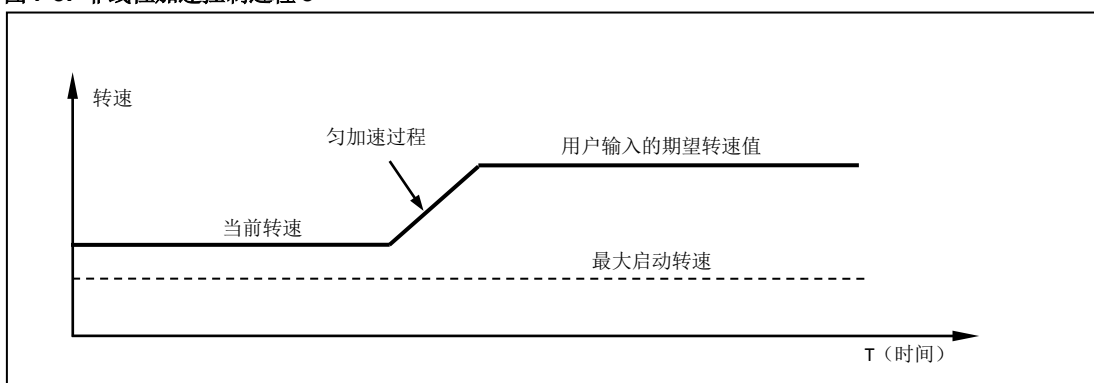 转速
匀加速过程
用户输入的期望转速值
当前转速
最大启动转速
T（时间）